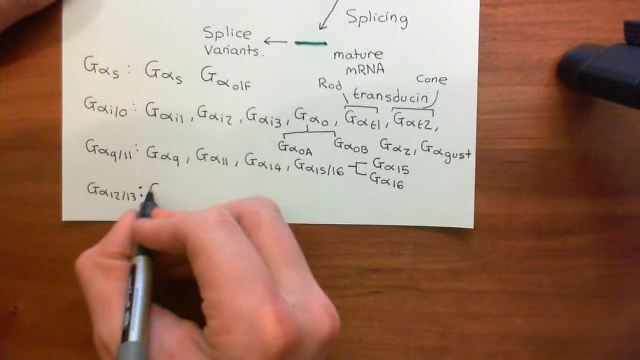 Splicing
Splice variants. ←
mature mRNA
Rod cone
transducin
Gαs : Gαs Gαolf
Gαi/o : Gαi1 , Gαi2 , Gαi3 , Gαo , Gαt1 , Gαt2 ,
GαoA GαoB Gαz , Gαgust
Gαq/11 : Gαq , Gα11 , Gα14 , Gα15/16 Gα15
Gα16
Gα12/13 : G